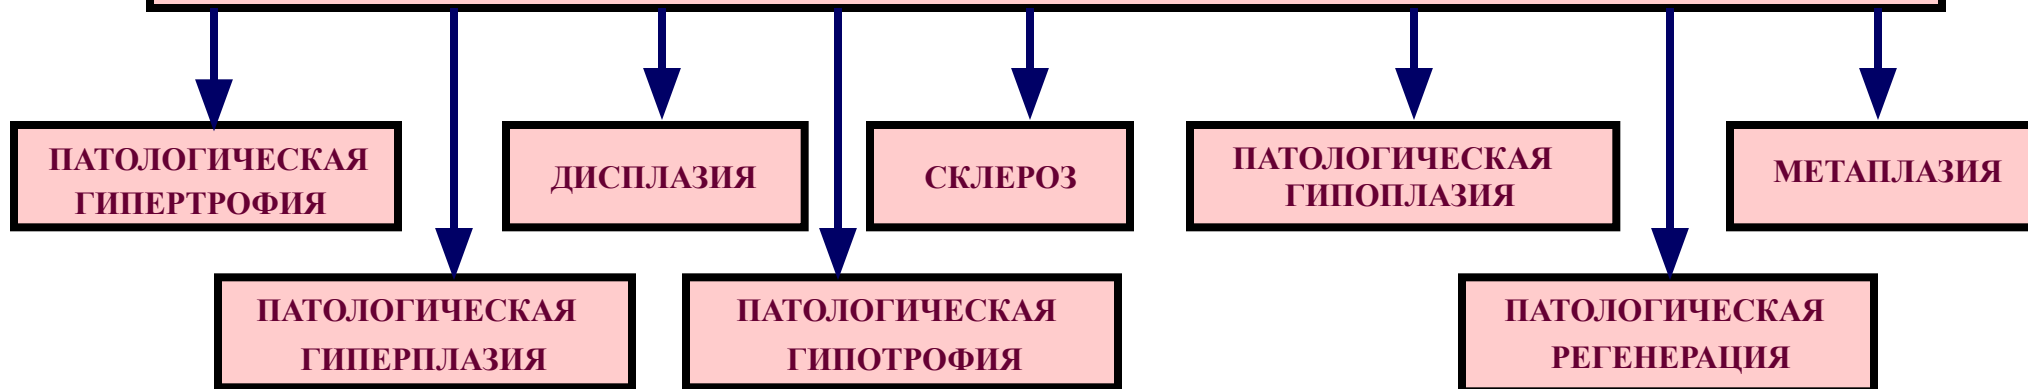 ПАТОЛОГИЧЕСКАЯ
ГИПЕРТРОФИЯ
ДИСПЛАЗИЯ
СКЛЕРОЗ
ПАТОЛОГИЧЕСКАЯ
ГИПОПЛАЗИЯ
МЕТАПЛАЗИЯ
ПАТОЛОГИЧЕСКАЯ
ГИПЕРПЛАЗИЯ
ПАТОЛОГИЧЕСКАЯ
ГИПОТРОФИЯ
ПАТОЛОГИЧЕСКАЯ
РЕГЕНЕРАЦИЯ